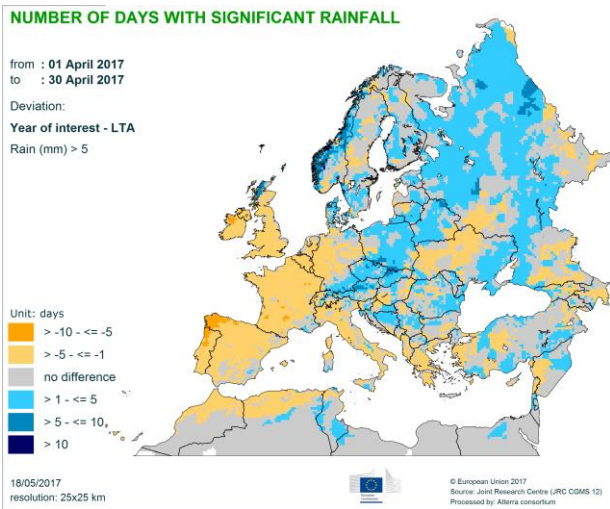 NUMBER OF DAYS WITH SIGNIFICANT RAINFALL
from : 01 April 2017
to : 30 April 2017
Deviation:
Year of interest - LTA
Rain (mm) > 5
Unit: days
> -10 - <= -5
> -5 - <= -1
no difference
> 1 - <= 5
> 5 - <= 10
> 10
18/05/2017
resolution: 25x25 km
© European Union 2017
Source: Joint Research Centre (JRC CGMS 12)
Processed by: Alterra consortium